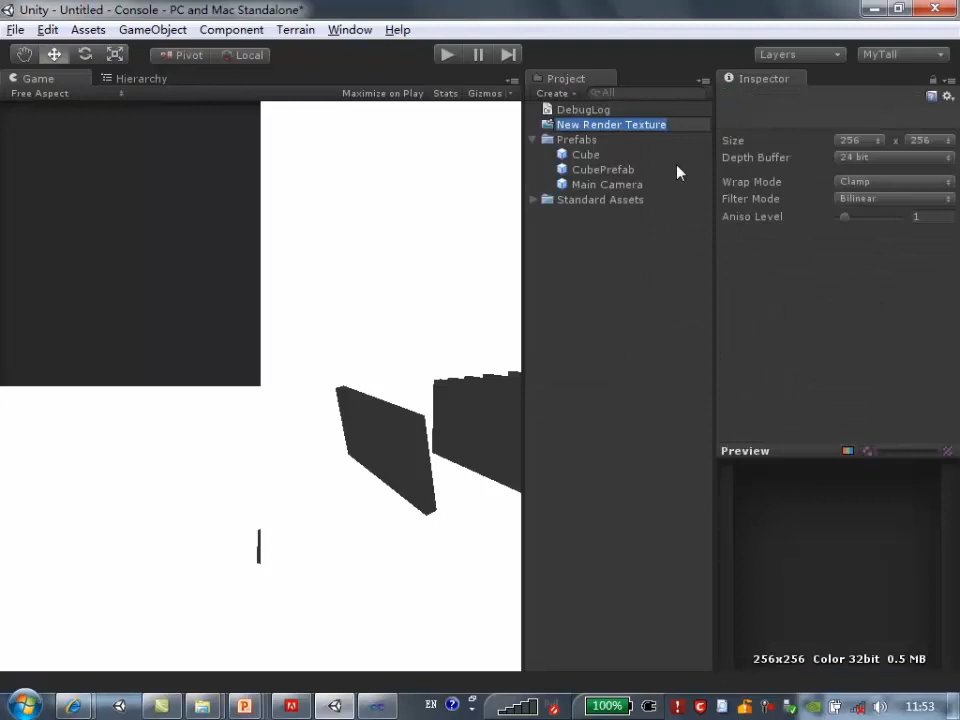 Unity - Untitled - Console - PC and Mac Standalone*
File Edit Assets GameObject Component Terrain Window Help
Pivot Local Layers MyTall
Game Hierarchy Project Inspector
Free Aspect Maximize on Play Stats Gizmos Create All
DebugLog
New Render Texture
Prefabs
Cube
CubePrefab
Main Camera
Standard Assets
Size 256 x 256
Depth Buffer 24 bit
Wrap Mode Clamp
Filter Mode Bilinear
Aniso Level 1
Preview
256x256 Color 32bit 0.5 MB
EN 100% 11:53